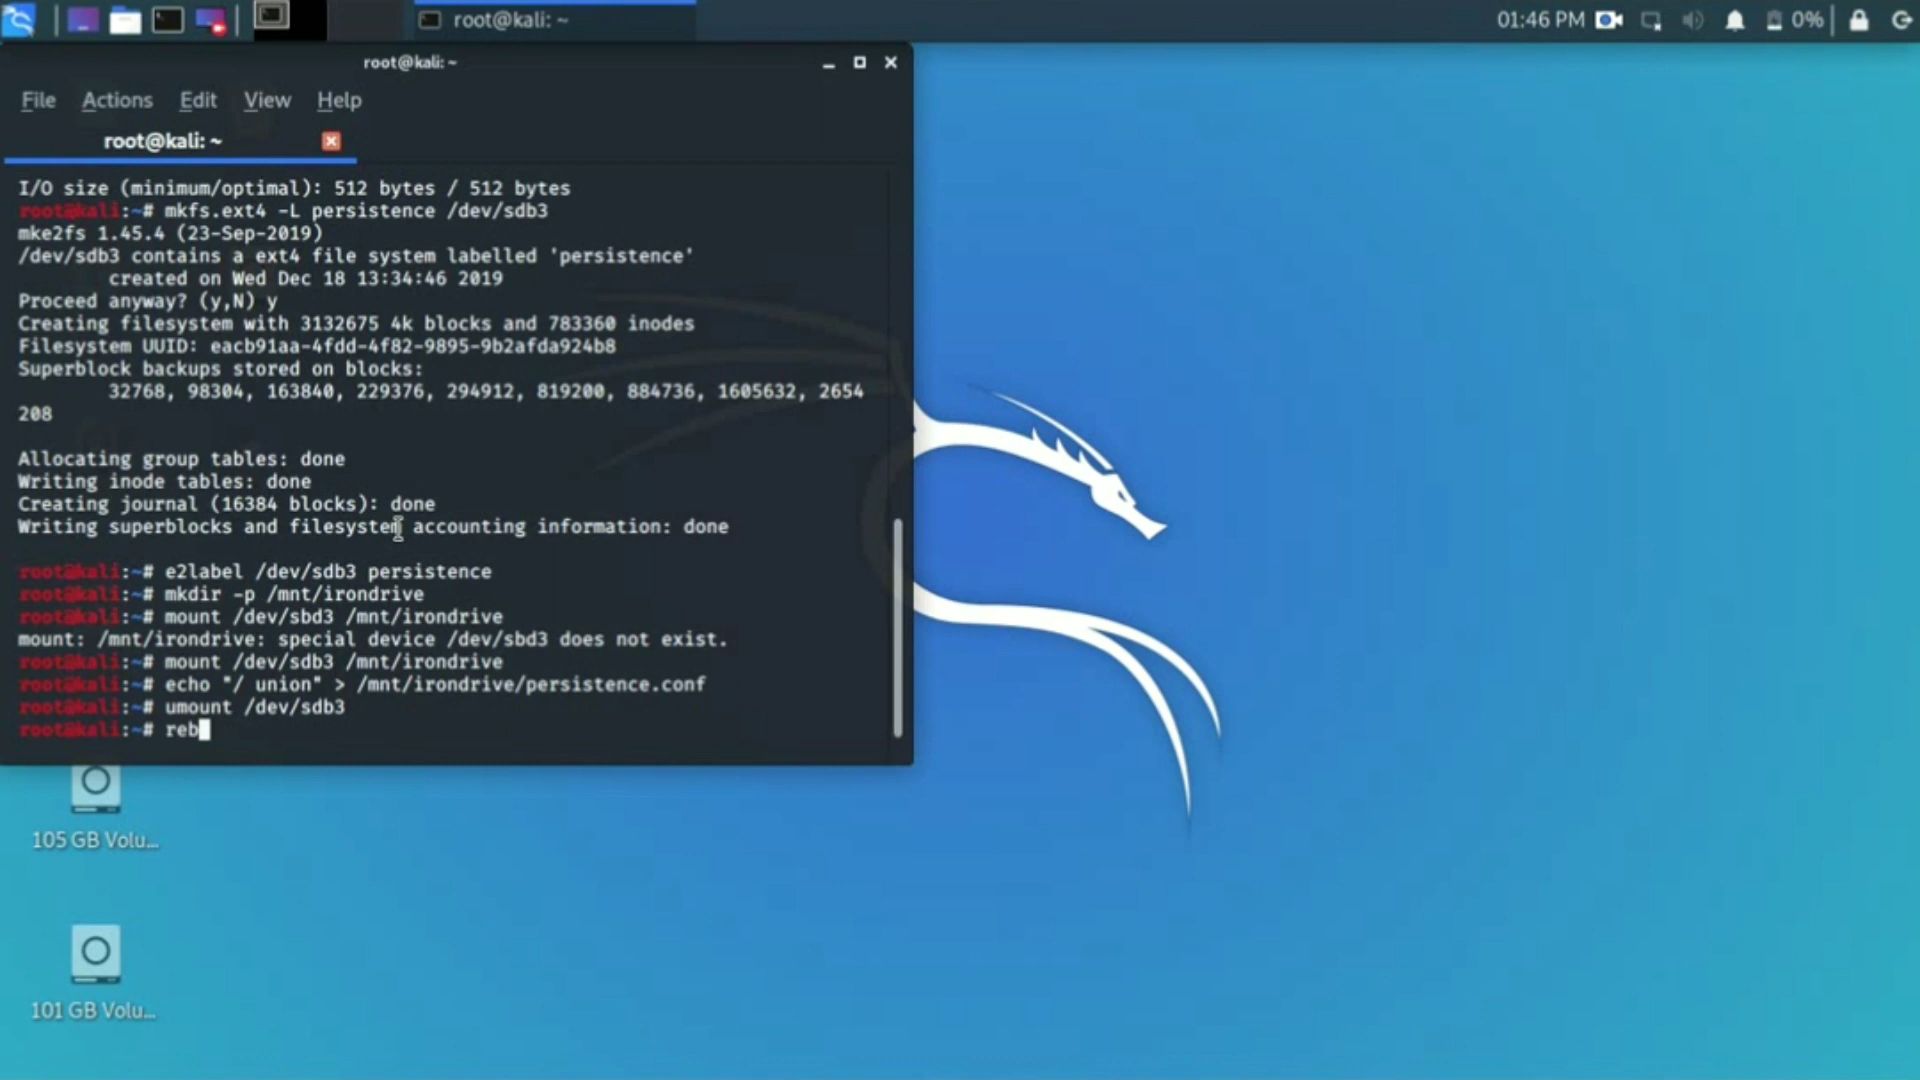 root@kali: ~
01:46 PM
0%
root@kali: ~
File Actions Edit View Help
root@kali: ~
I/O size (minimum/optimal): 512 bytes / 512 bytes
root@kali:~# mkfs.ext4 -L persistence /dev/sdb3
mke2fs 1.45.4 (23-Sep-2019)
/dev/sdb3 contains a ext4 file system labelled 'persistence'
created on Wed Dec 18 13:34:46 2019
Proceed anyway? (y,N) y
Creating filesystem with 3132675 4k blocks and 783360 inodes
Filesystem UUID: eacb91aa-4fdd-4f82-9895-9b2afda924b8
Superblock backups stored on blocks:
32768, 98304, 163840, 229376, 294912, 819200, 884736, 1605632, 2654
208
Allocating group tables: done
Writing inode tables: done
Creating journal (16384 blocks): done
Writing superblocks and filesystem accounting information: done
root@kali:~# e2label /dev/sdb3 persistence
root@kali:~# mkdir -p /mnt/irondrive
root@kali:~# mount /dev/sbd3 /mnt/irondrive
mount: /mnt/irondrive: special device /dev/sbd3 does not exist.
root@kali:~# mount /dev/sdb3 /mnt/irondrive
root@kali:~# echo "/ union" > /mnt/irondrive/persistence.conf
root@kali:~# umount /dev/sdb3
root@kali:~# reb
105 GB Volu...
101 GB Volu...